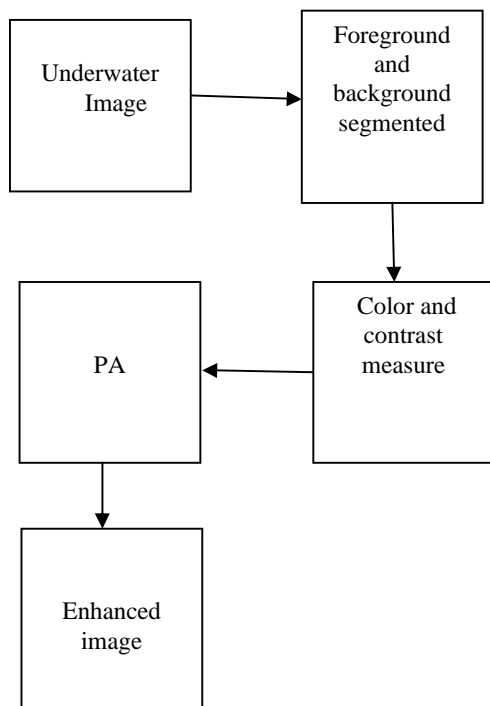 Underwater
Image
Foreground
and
background
segmented
Color and
contrast
measure
PA
Enhanced
image